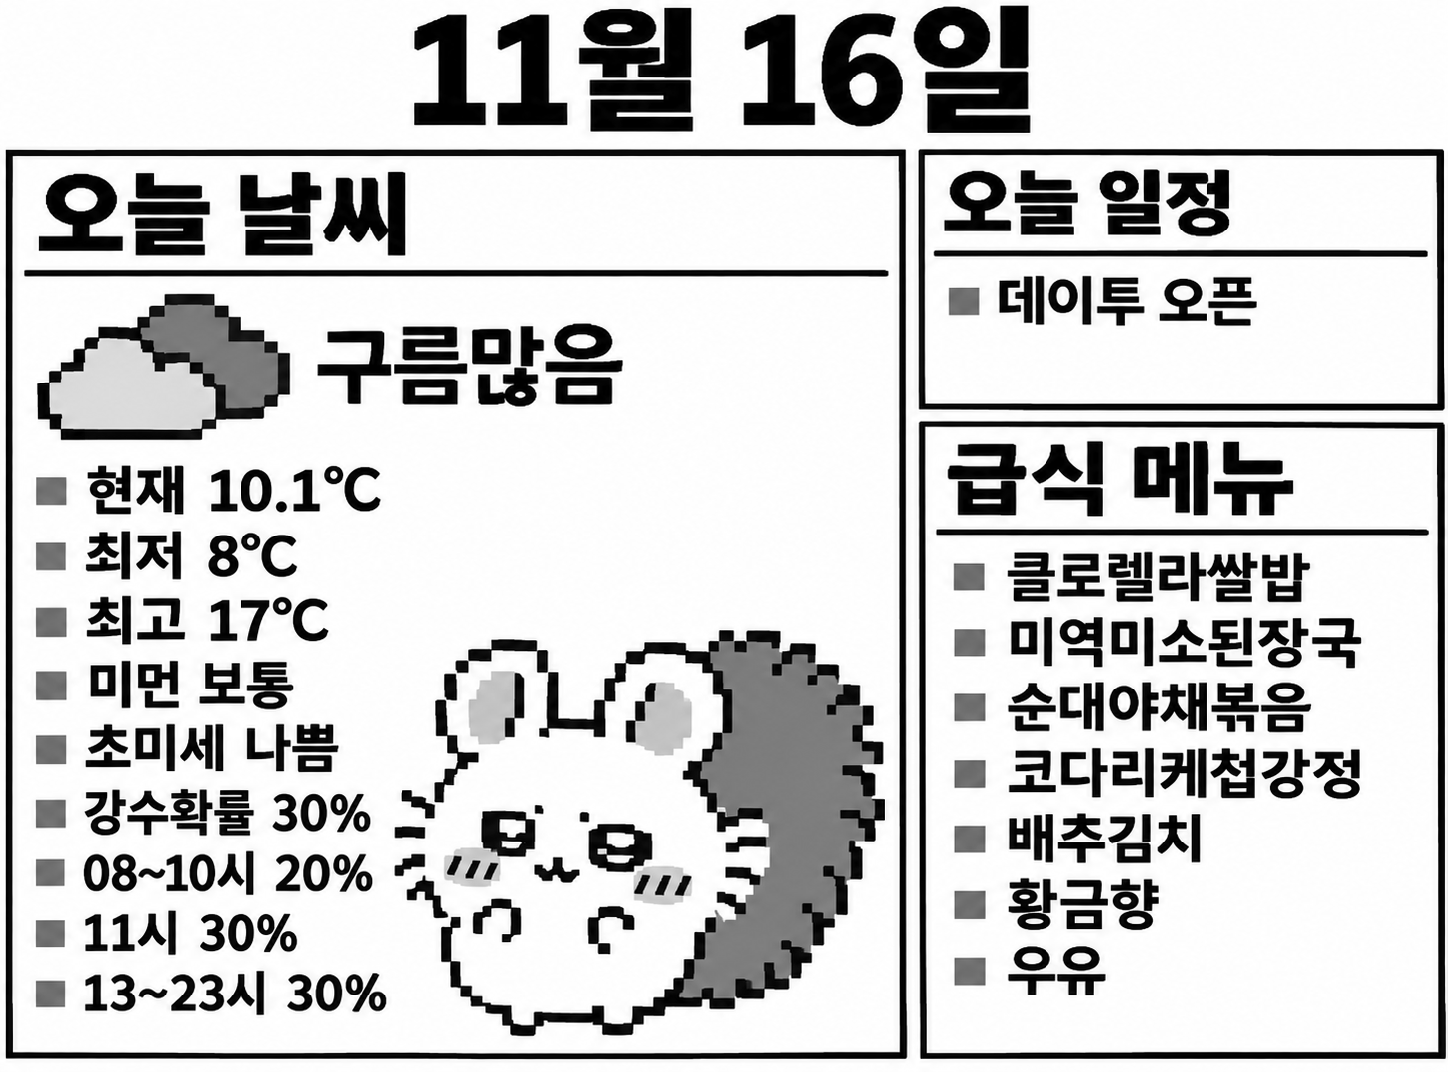 11월 16일
오늘 날씨
구름많음
현재 10.1℃
최저 8℃
최고 17℃
미먼 보통
초미세 나쁨
강수확률 30%
08~10시 20%
11시 30%
13~23시 30%
오늘 일정
데이투 오픈
급식 메뉴
클로렐라쌀밥
미역미소된장국
순대야채볶음
코다리케첩강정
배추김치
황금향
우유